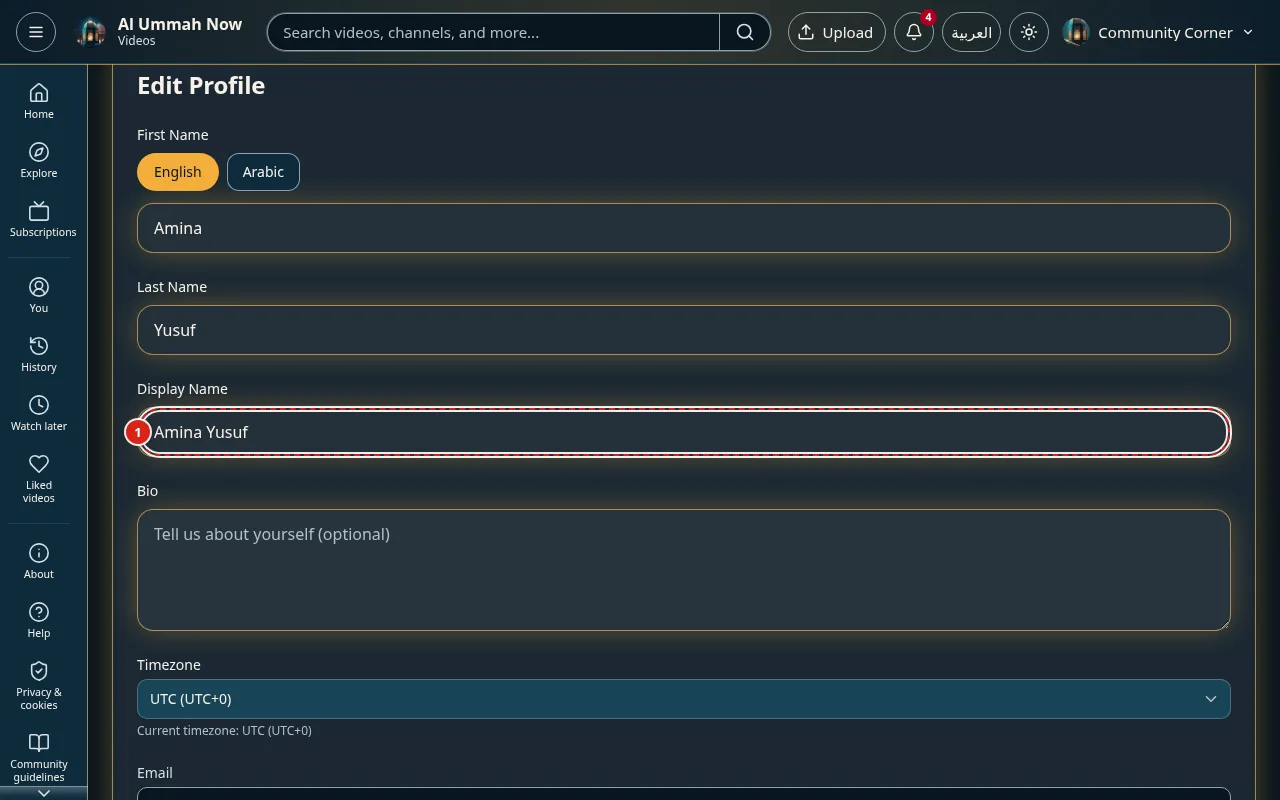 Al Ummah Now
Videos
Search videos, channels, and more...
Upload
4
العربية
Community Corner
Home
Explore
Subscriptions
You
History
Watch later
Liked
videos
About
Help
Privacy &
cookies
Community
guidelines
Edit Profile
First Name
English
Arabic
Amina
Last Name
Yusuf
Display Name
1
Amina Yusuf
Bio
Tell us about yourself (optional)
Timezone
UTC (UTC+0)
Current timezone: UTC (UTC+0)
Email